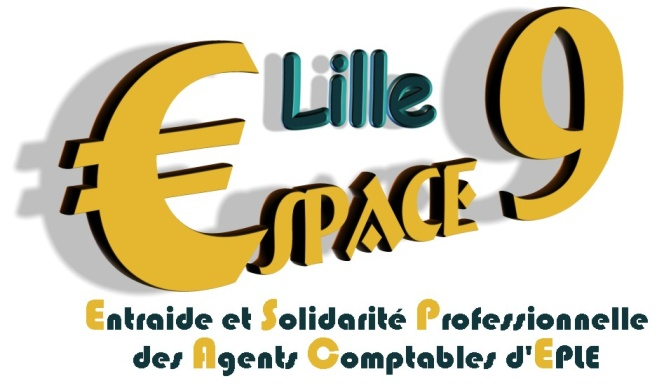 Lille
€SPACE 9
Entraide et Solidarité Professionnelle
des Agents Comptables d'EPLE